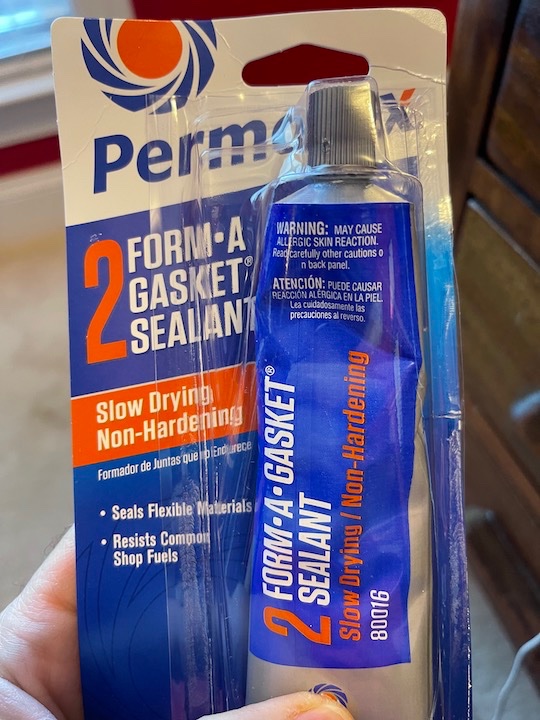 Perma x
2 FORM•A
GASKET®
SEALANT
Slow Drying
Non-Hardening
Formador de Juntas que no Endurece
• Seals Flexible Materials
• Resists Common
Shop Fuels
WARNING: MAY CAUSE
ALLERGIC SKIN REACTION.
Read carefully other cautions o
n back panel.
ATENCIÓN: PUEDE CAUSAR
REACCIÓN ALÉRGICA EN LA PIEL.
Lea cuidadosamente las
precauciones al reverso.
2 FORM•A•GASKET®
SEALANT
Slow Drying / Non-Hardening
80016